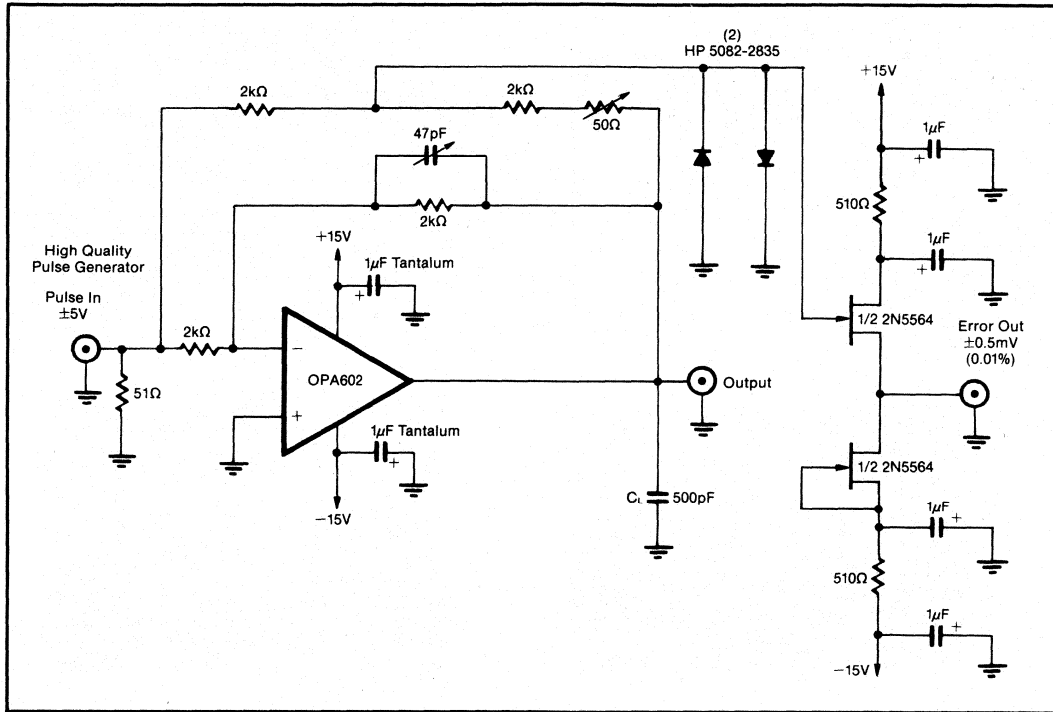 (2)
HP 5082-2835
2kΩ
2kΩ
50Ω
47pF
2kΩ
+15V
1μF
+
510Ω
1μF
+
High Quality
Pulse Generator
Pulse In
±5V
+15V
1μF Tantalum
+
2kΩ
51Ω
−
OPA602
+
Output
1μF Tantalum
+
−15V
CL 500pF
1/2 2N5564
Error Out
±0.5mV
(0.01%)
1/2 2N5564
1μF
+
510Ω
1μF
+
−15V